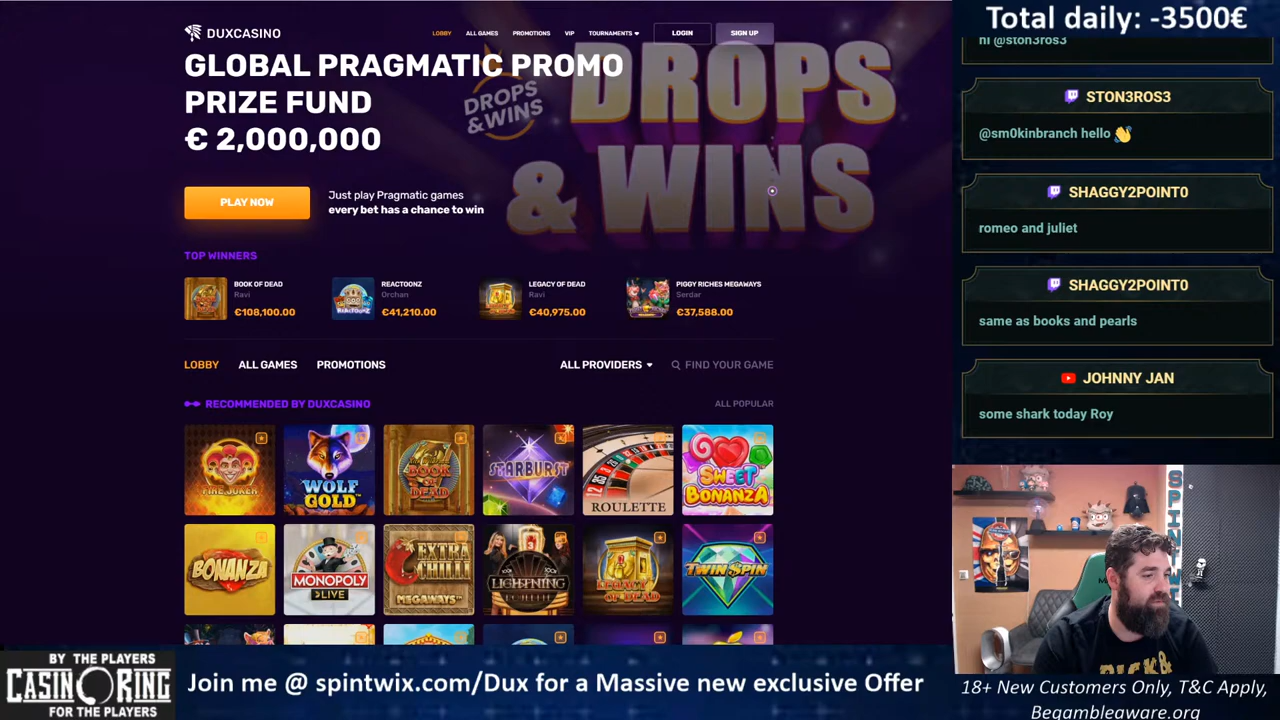 DUXCASINO
LOBBY ALL GAMES PROMOTIONS VIP TOURNAMENTS LOGIN SIGN UP
GLOBAL PRAGMATIC PROMO
PRIZE FUND
€ 2,000,000
DROPS
& WINS
DROPS
& WINS
PLAY NOW
Just play Pragmatic games
every bet has a chance to win
TOP WINNERS
BOOK OF DEAD
Ravi
€108,100.00
REACTOONZ
Orchan
€41,210.00
LEGACY OF DEAD
Ravi
€40,975.00
PIGGY RICHES MEGAWAYS
Serdar
€37,588.00
LOBBY ALL GAMES PROMOTIONS ALL PROVIDERS FIND YOUR GAME
RECOMMENDED BY DUXCASINO ALL POPULAR
FIRE JOKER
WOLF
GOLD
BOOK
OF DEAD
STARBURST
ROULETTE
SWEET
BONANZA
BONANZA
MONOPOLY
LIVE
EXTRA
CHILLI
MEGAWAYS
LIGHTNING
LEGACY
OF DEAD
TWIN SPIN
Total daily: -3500€
hi @ston3ros3
STON3ROS3
@sm0kinbranch hello
SHAGGY2POINT0
romeo and juliet
SHAGGY2POINT0
same as books and pearls
JOHNNY JAN
some shark today Roy
BY THE PLAYERS
CASINORING
FOR THE PLAYERS
Join me @ spintwix.com/Dux for a Massive new exclusive Offer
18+ New Customers Only, T&C Apply,
Begambleaware.org